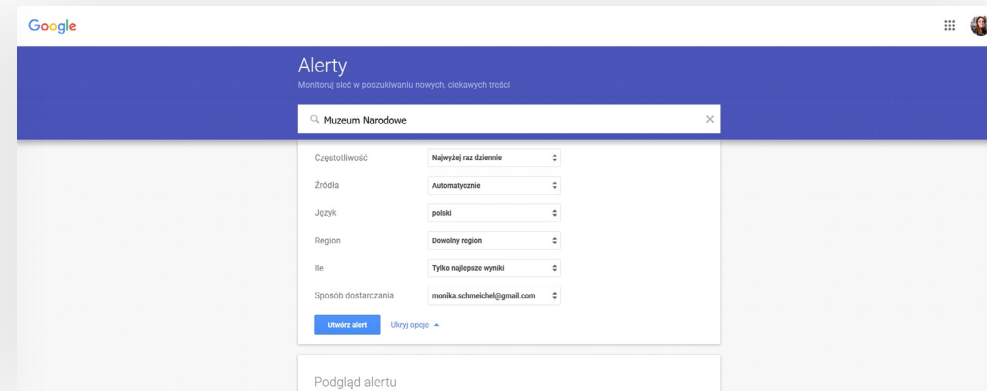 Google
Alerty
Monitoruj sieć w poszukiwaniu nowych, ciekawych treści
Muzeum Narodowe
Częstotliwość Najwyżej raz dziennie
Źródła Automatycznie
Język polski
Region Dowolny region
Ile Tylko najlepsze wyniki
Sposób dostarczania monika.schmeichel@gmail.com
Utwórz alert Ukryj opcje
Podgląd alertu